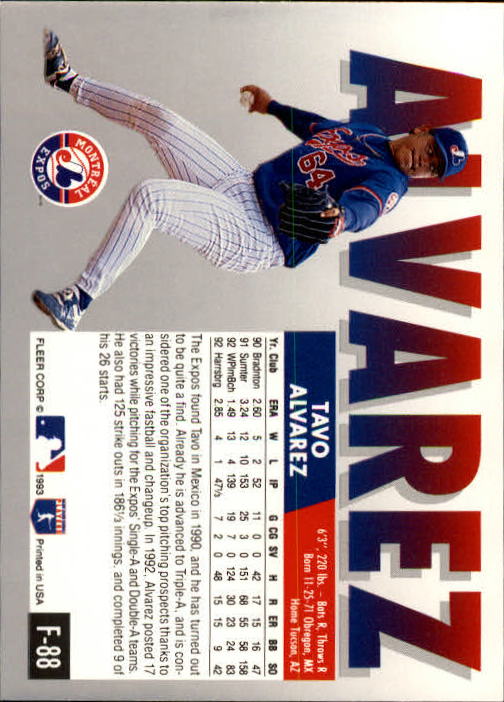 ALVAREZ
Expos
64
MONTREAL
EXPOS
TAVO
ALVAREZ
6'3", 220 lbs. – Bats R, Throws R
Born 11-25-71 Obregon, MX
Home Tucson, AZ
Yr. Club ERA W L IP G CG SV H R ER BB SO
90 Bradnton 2.60 5 2 52 11 0 0 42 17 15 16 47
91 Sumter 3.24 12 10 153 25 3 0 151 68 55 58 158
92 WPlmBch 1.49 13 4 139 19 7 0 124 30 23 24 83
92 Harrsbrg 2.85 4 1 47⅓ 7 2 0 48 15 15 9 42
The Expos found Tavo in Mexico in 1990, and he has turned out
to be quite a find. Already he is advanced to Triple-A, and is con-
sidered one of the organization's top pitching prospects thanks to
an impressive fastball and changeup. In 1992, Alvarez posted 17
victories while pitching for the Expos' Single-A and Double-A teams.
He also had 125 strike outs in 186⅓ innings, and completed 9 of
his 26 starts.
FLEER CORP © 1993 Printed in USA F-88